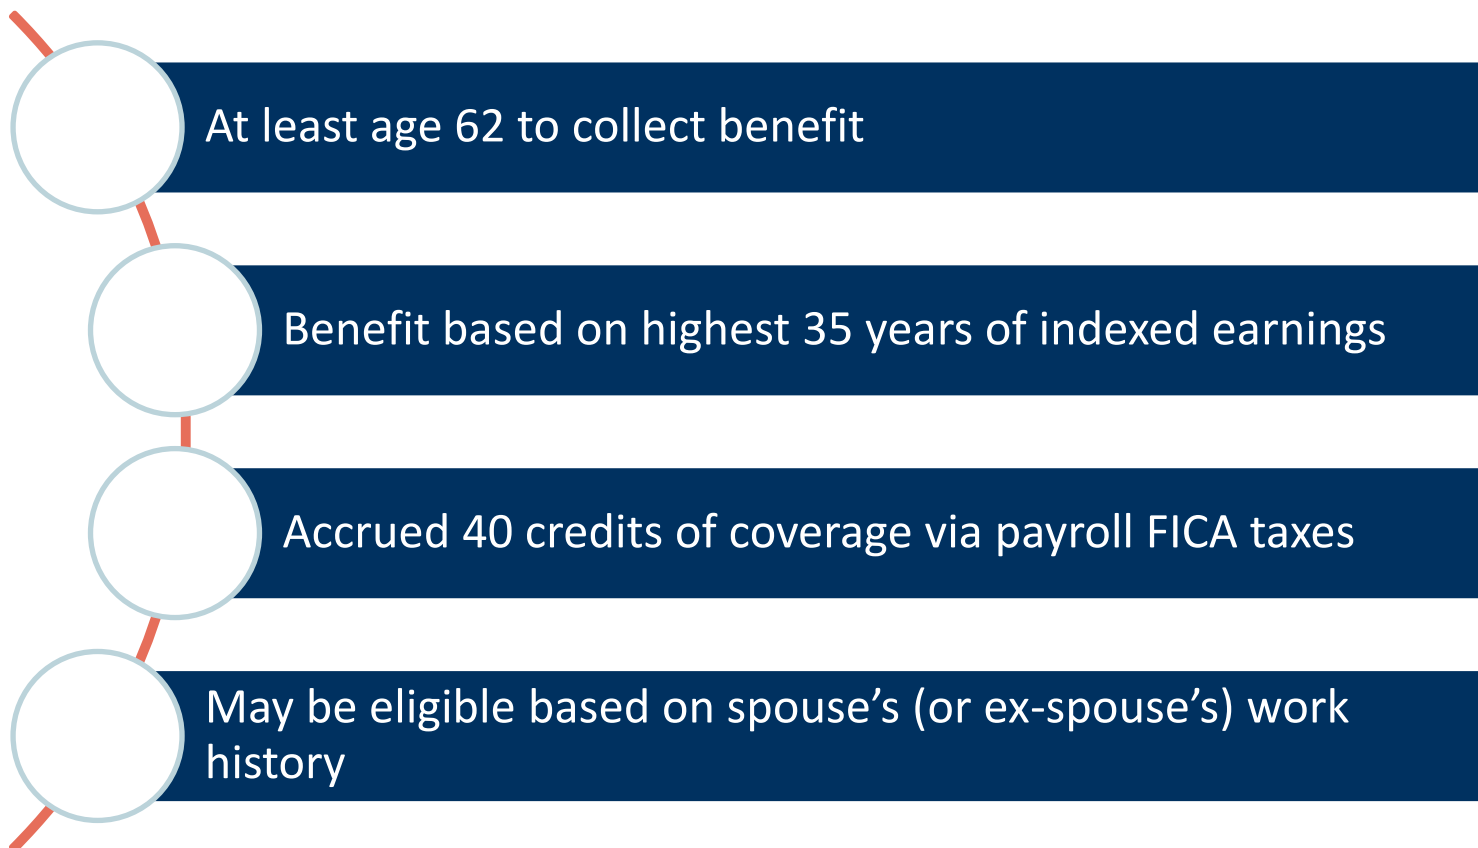 At least age 62 to collect benefit
Benefit based on highest 35 years of indexed earnings
Accrued 40 credits of coverage via payroll FICA taxes
May be eligible based on spouse’s (or ex-spouse’s) work
history